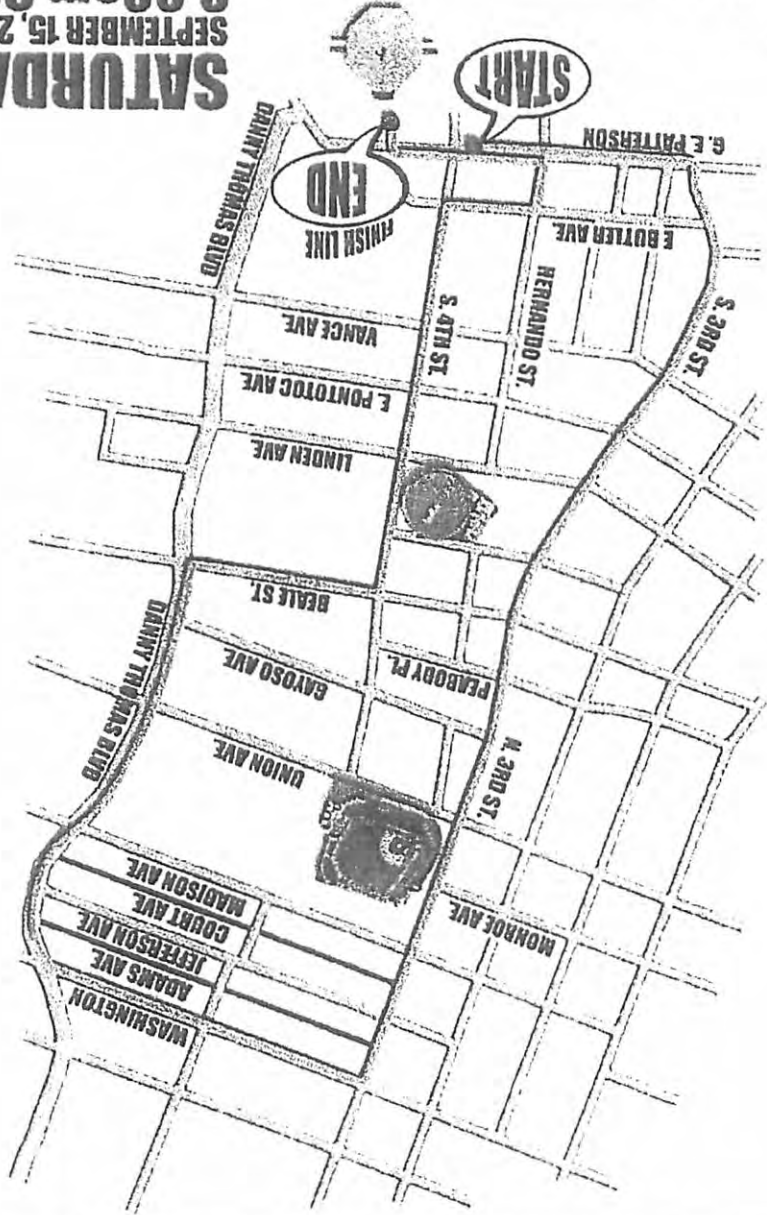 WASHINGTON
ADAMS AVE
JEFFERSON AVE
COURT AVE.
MADISON AVE.
MONROE AVE.
UNION AVE.
N. 3RD ST.
DANNY THOMAS BLVD
GAYOSO AVE.
PEABODY PL.
BEALE ST.
LINDEN AVE.
E. PONTOTOC AVE.
S. 3RD ST.
HERNANDO ST.
S. 4TH ST.
VANCE AVE.
DANNY THOMAS BLVD
E BUTLER AVE.
FINISH LINE
END
G. E. PATTERSON
START
SATURDA
SEPTEMBER 15, 2